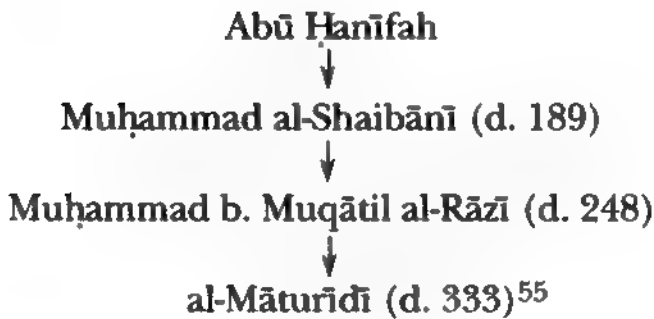 Abū Ḥanīfah
↓
Muḥammad al-Shaibānī (d. 189)
↓
Muḥammad b. Muqātil al-Rāzī (d. 248)
↓
al-Māturīdī (d. 333)55